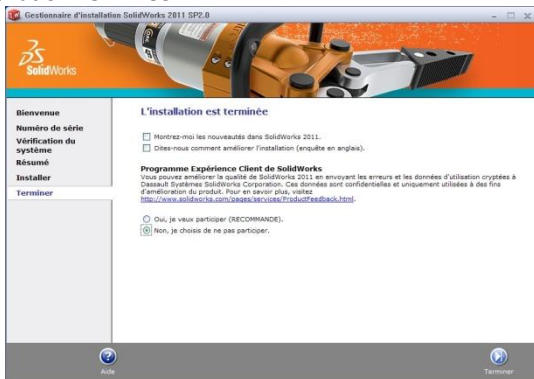 Gestionnaire d'installation SolidWorks 2011 SP2.0
SolidWorks
Bienvenue
Numéro de série
Vérification du
système
Résumé
Installer
Terminer
L'installation est terminée
Montrez-moi les nouveautés dans SolidWorks 2011.
Dites-nous comment améliorer l'installation (enquête en anglais).
Programme Expérience Client de SolidWorks
Vous pouvez améliorer la qualité de SolidWorks 2011 en envoyant les erreurs et les données d'utilisation cryptées à
Dassault Systèmes SolidWorks Corporation. Ces données sont confidentielles et uniquement utilisées à des fins
d'amélioration du produit. Pour en savoir plus, visitez
http://www.solidworks.com/pages/services/ProductFeedback.html.
Oui, je veux participer (RECOMMANDE).
Non, je choisis de ne pas participer.
Aide
Terminer